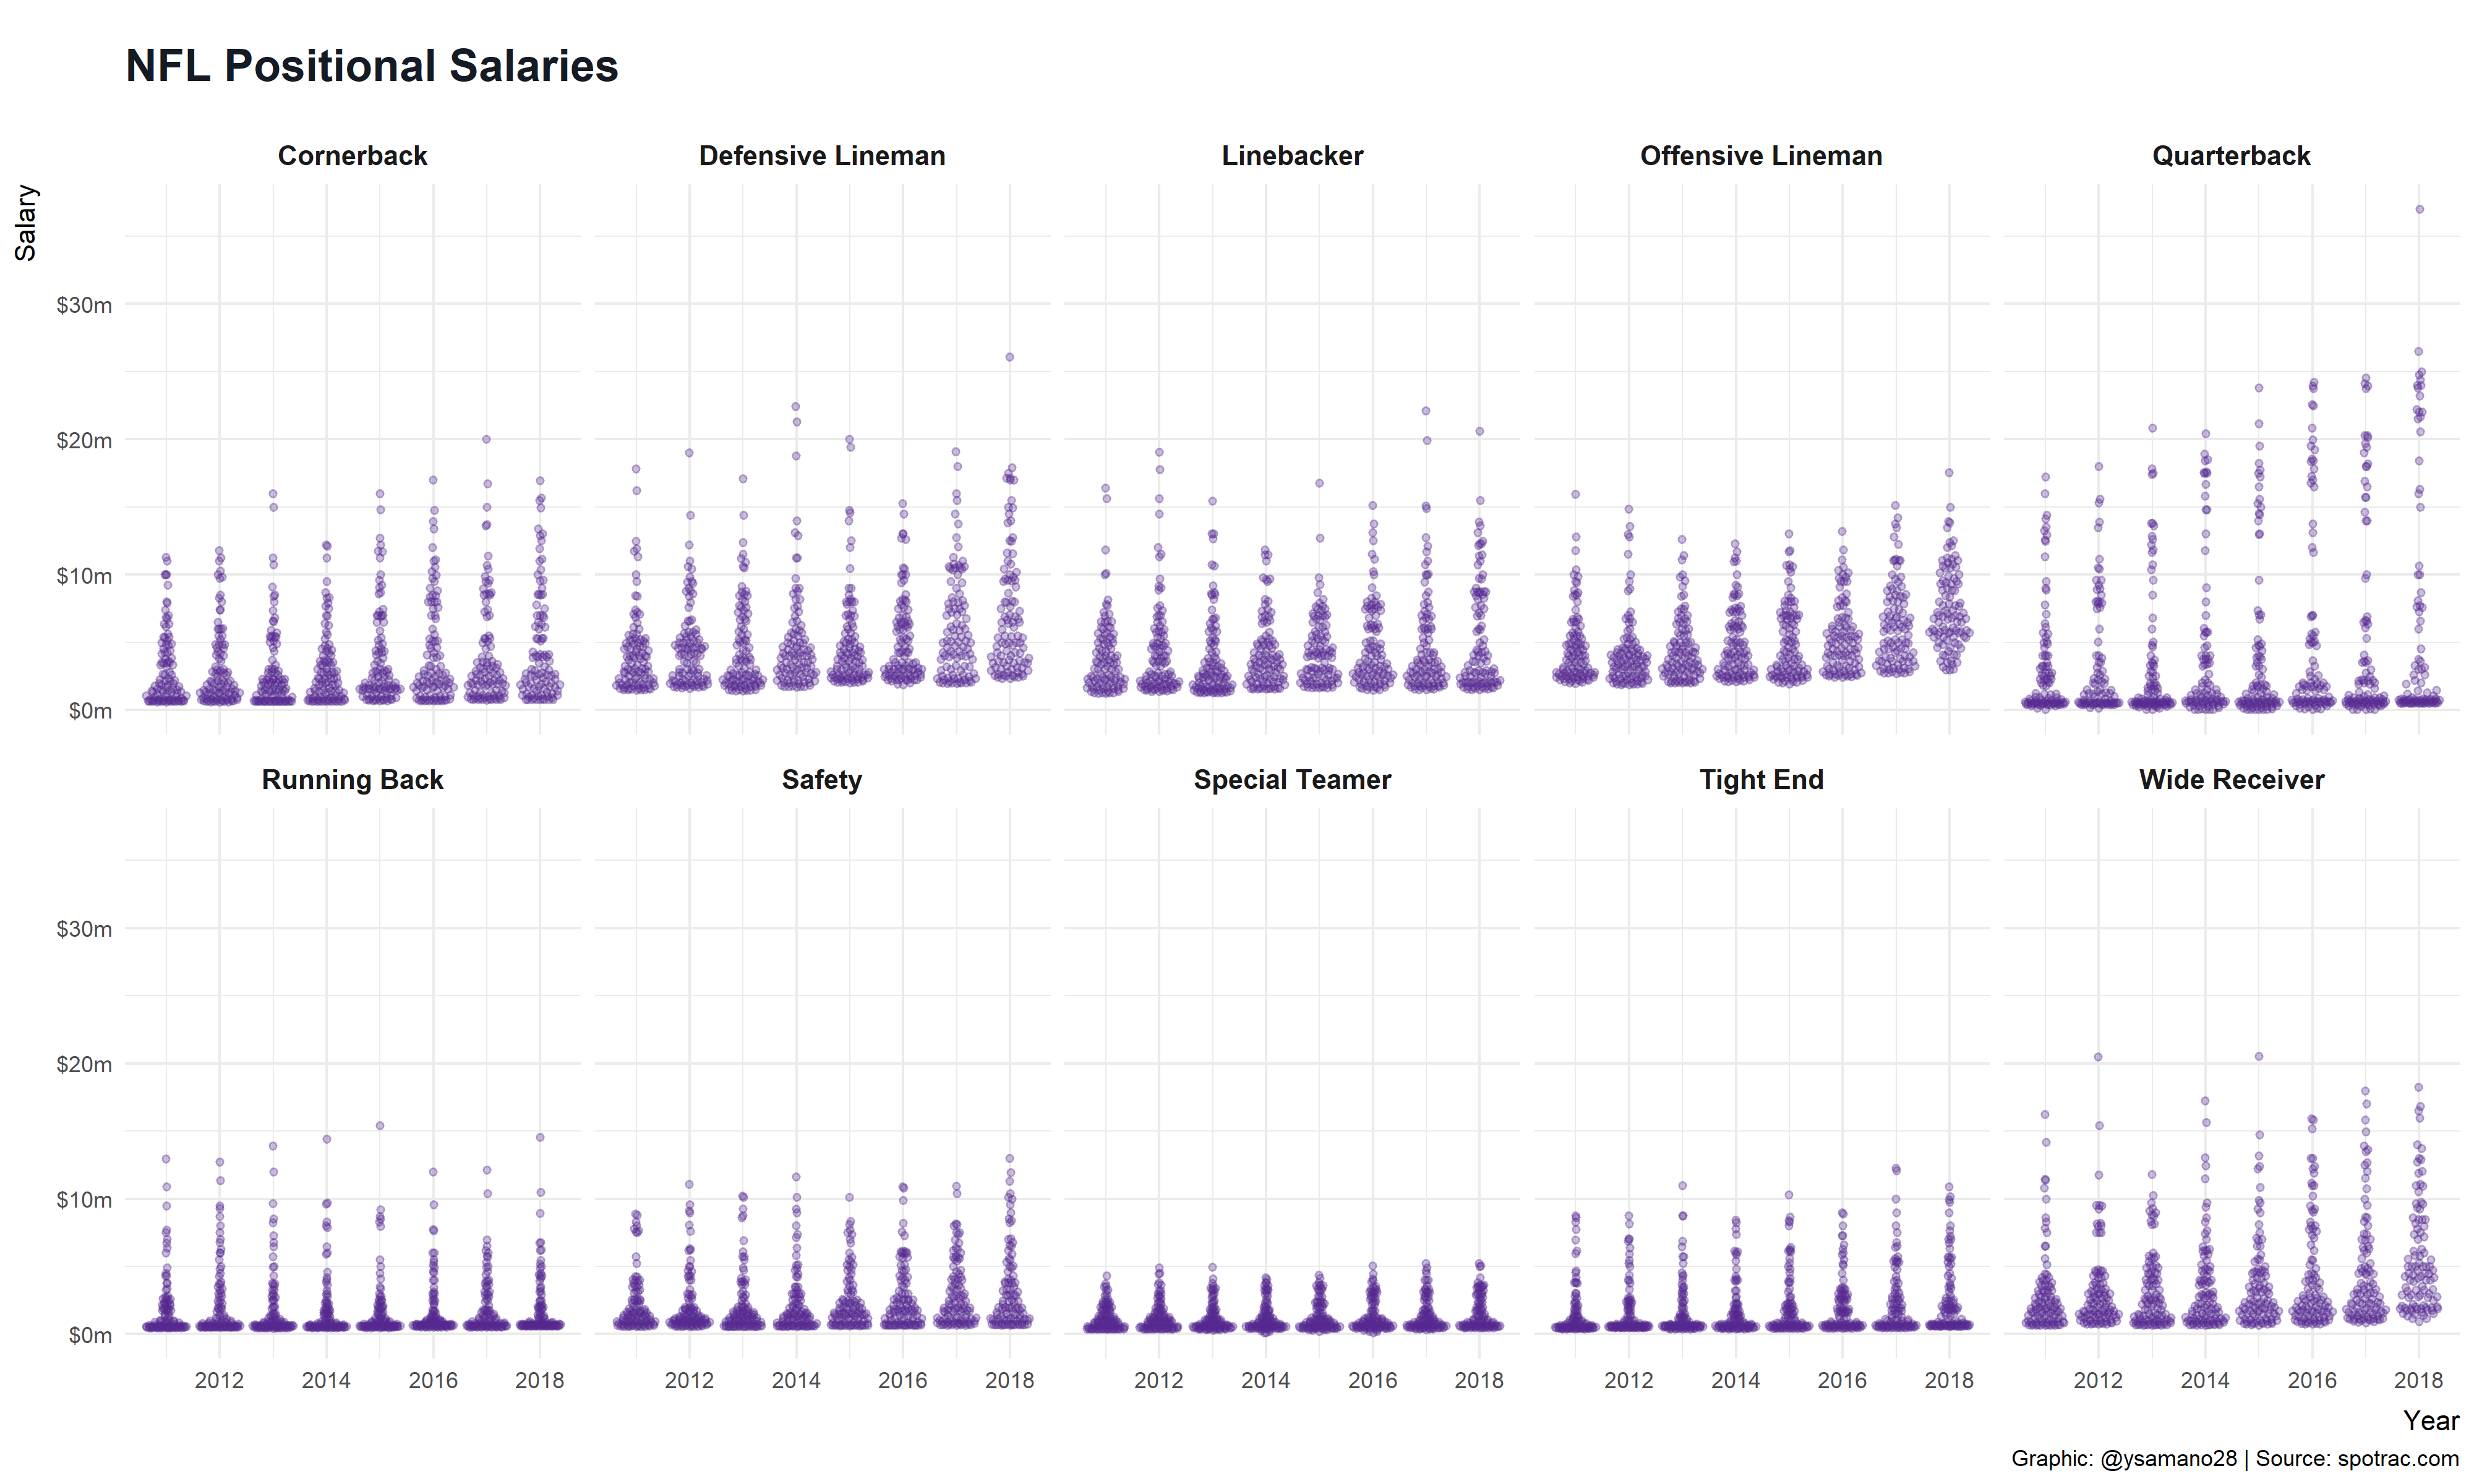 NFL Positional Salaries
Cornerback Defensive Lineman Linebacker Offensive Lineman Quarterback
Salary
$30m
$20m
$10m
$0m
Running Back Safety Special Teamer Tight End Wide Receiver
$30m
$20m
$10m
$0m
2012 2014 2016 2018 2012 2014 2016 2018 2012 2014 2016 2018 2012 2014 2016 2018 2012 2014 2016 2018
Year
Graphic: @ysamano28 | Source: spotrac.com